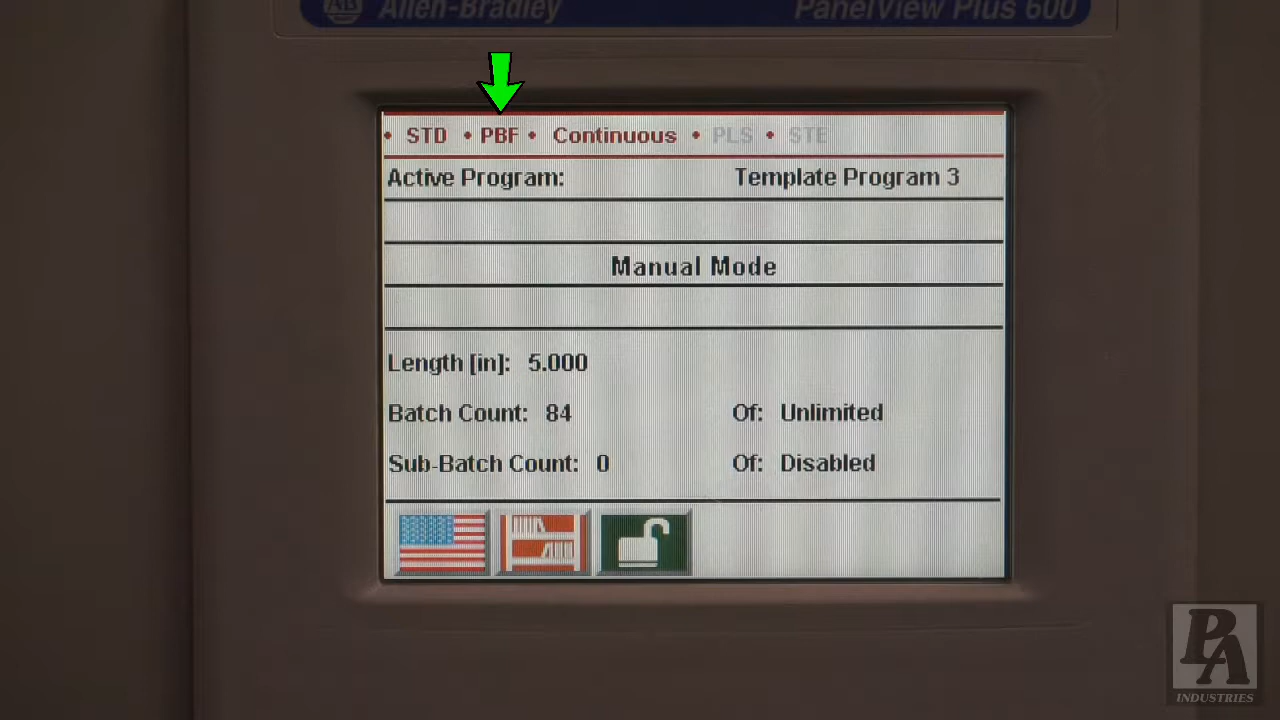 AB Allen-Bradley PanelView Plus 600
• STD • PBF • Continuous • PLS • STE
Active Program: Template Program 3
Manual Mode
Length [in]: 5.000
Batch Count: 84 Of: Unlimited
Sub-Batch Count: 0 Of: Disabled
PA
INDUSTRIES